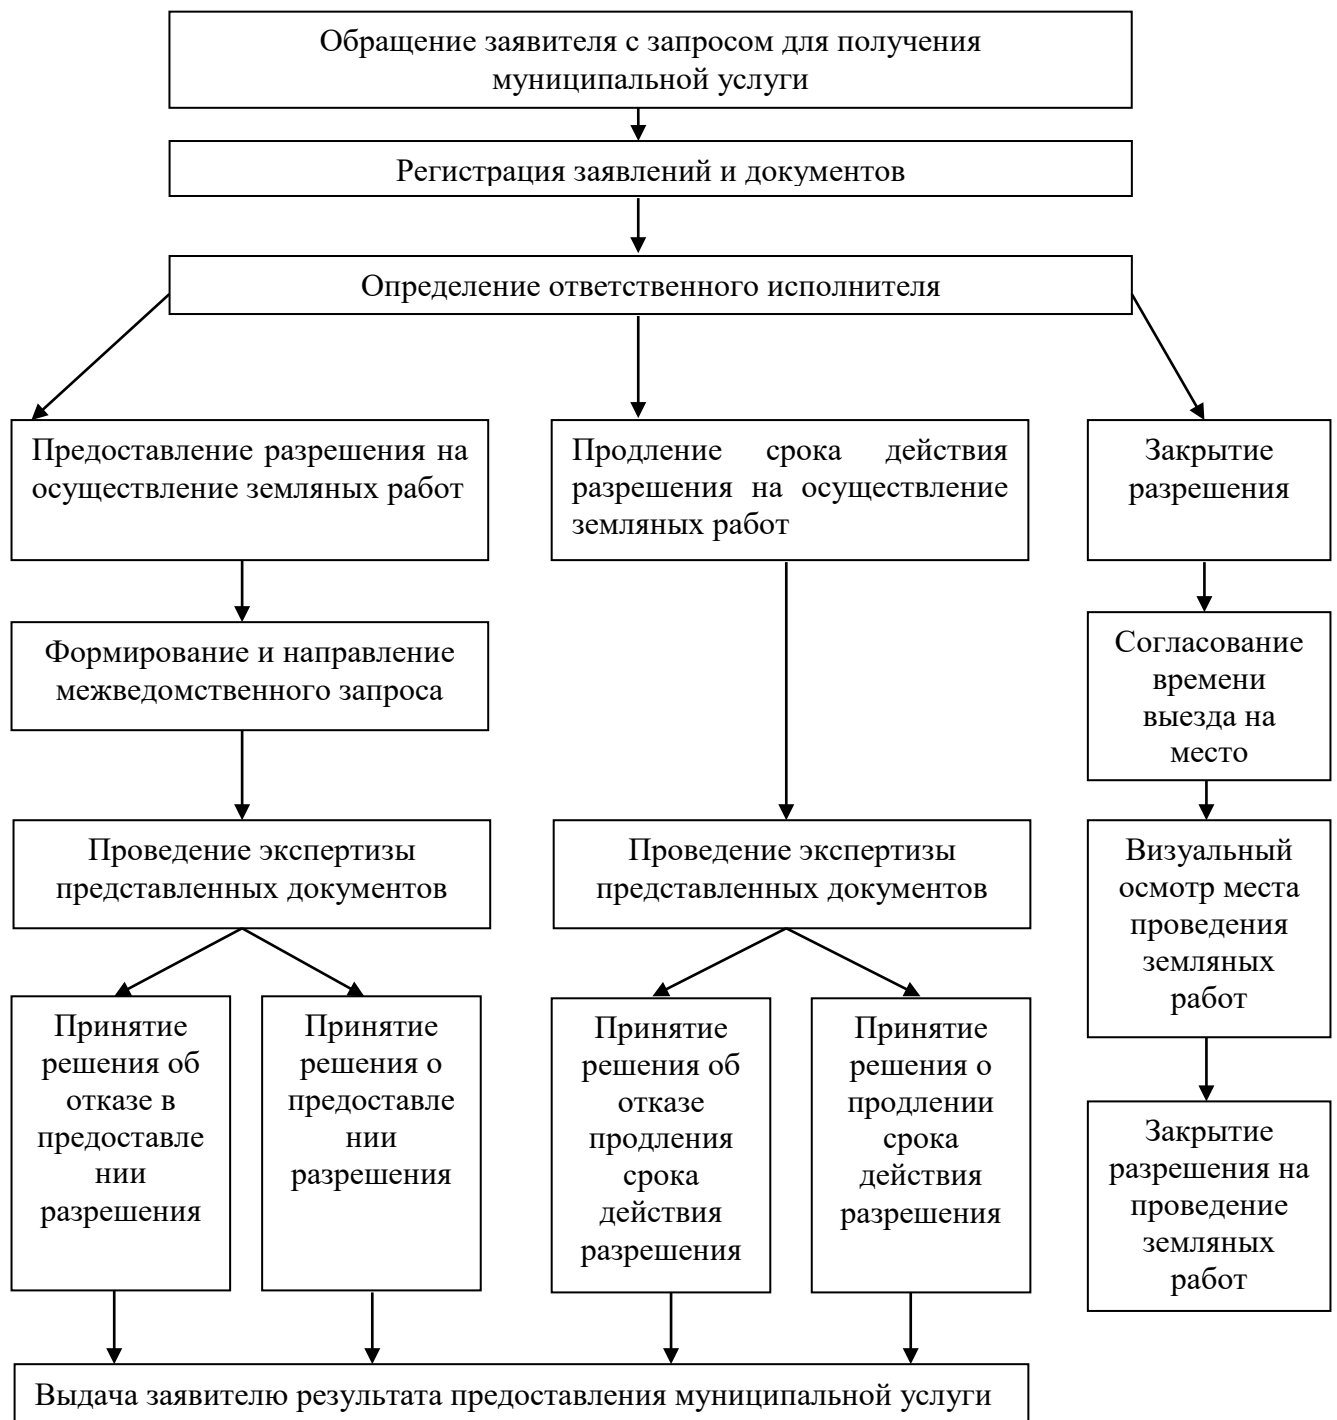 Обращение заявителя с запросом для получения
муниципальной услуги
Регистрация заявлений и документов
Определение ответственного исполнителя
Предоставление разрешения на
осуществление земляных работ
Продление срока действия
разрешения на осуществление
земляных работ
Закрытие
разрешения
Формирование и направление
межведомственного запроса
Согласование
времени
выезда на
место
Проведение экспертизы
представленных документов
Проведение экспертизы
представленных документов
Визуальный
осмотр места
проведения
земляных
работ
Принятие
решения об
отказе в
предоставле
нии
разрешения
Принятие
решения о
предоставле
нии
разрешения
Принятие
решения об
отказе
продления
срока
действия
разрешения
Принятие
решения о
продлении
срока
действия
разрешения
Закрытие
разрешения на
проведение
земляных
работ
Выдача заявителю результата предоставления муниципальной услуги